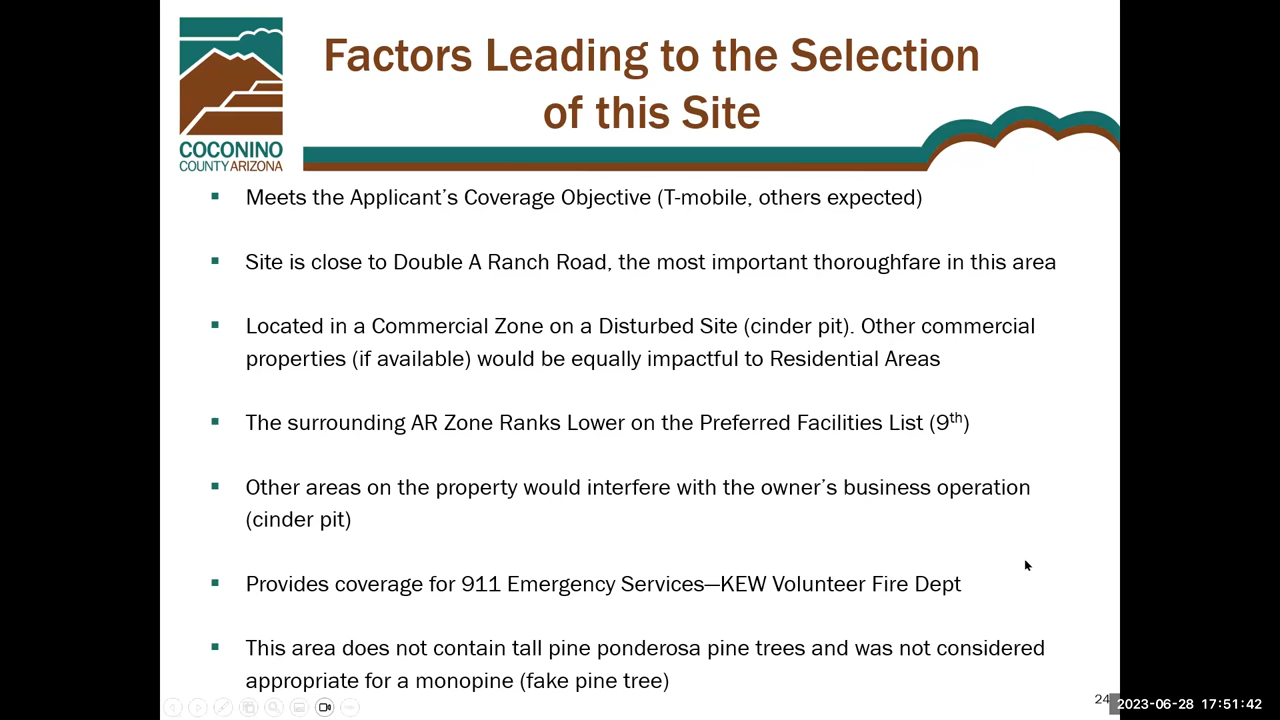 Factors Leading to the Selection
of this Site
COCONINO
COUNTY ARIZONA
▪ Meets the Applicant’s Coverage Objective (T-mobile, others expected)
▪ Site is close to Double A Ranch Road, the most important thoroughfare in this area
▪ Located in a Commercial Zone on a Disturbed Site (cinder pit). Other commercial
properties (if available) would be equally impactful to Residential Areas
▪ The surrounding AR Zone Ranks Lower on the Preferred Facilities List (9th)
▪ Other areas on the property would interfere with the owner’s business operation
(cinder pit)
▪ Provides coverage for 911 Emergency Services—KEW Volunteer Fire Dept
▪ This area does not contain tall pine ponderosa pine trees and was not considered
appropriate for a monopine (fake pine tree)
24
2023-06-28 17:51:42